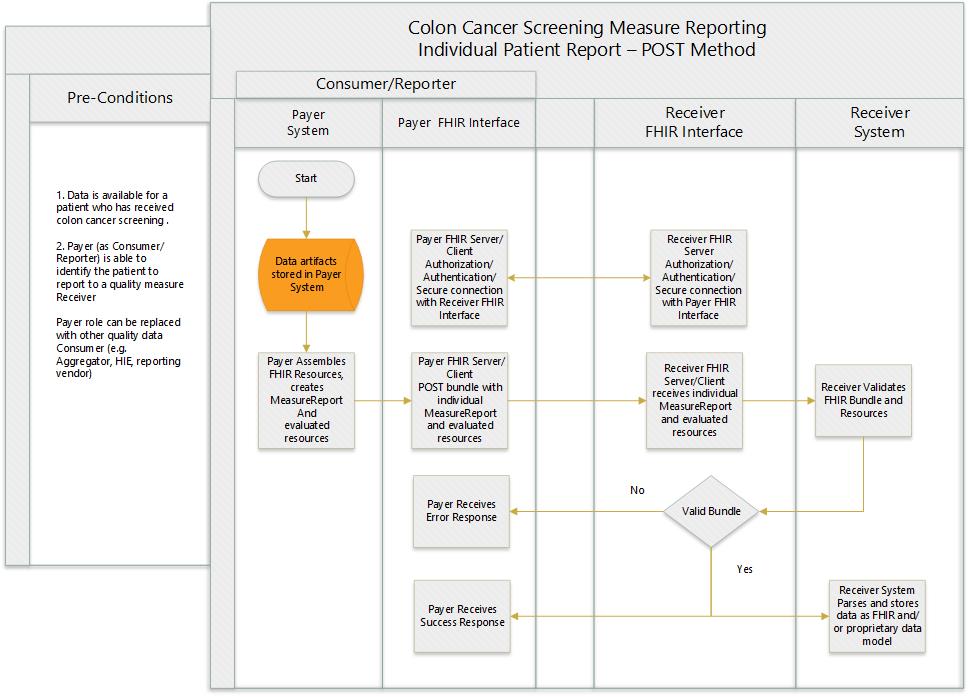 Colon Cancer Screening Measure Reporting
Individual Patient Report – POST Method
Pre-Conditions
1. Data is available for a
patient who has received
colon cancer screening .
2. Payer (as Consumer/
Reporter) is able to
identify the patient to
report to a quality measure
Receiver
Payer role can be replaced
with other quality data
Consumer (e.g.
Aggregator, HIE, reporting
vendor)
Consumer/Reporter
Payer
System
Payer FHIR Interface
Receiver
FHIR Interface
Receiver
System
Start
Data artifacts
stored in Payer
System
Payer FHIR Server/
Client
Authorization/
Authentication/
Secure connection
with Receiver FHIR
Interface
Receiver FHIR
Server
Authorization/
Authentication/
Secure connection
with Payer FHIR
Interface
Payer Assembles
FHIR Resources,
creates
MeasureReport
And
evaluated
resources
Payer FHIR Server/
Client
POST bundle with
individual
MeasureReport
and evaluated
resources
Receiver FHIR
Server/Client
receives individual
MeasureReport
and evaluated
resources
Receiver Validates
FHIR Bundle and
Resources
Payer Receives
Error Response
No
Valid Bundle
Yes
Payer Receives
Success Response
Receiver System
Parses and stores
data as FHIR and/
or proprietary data
model